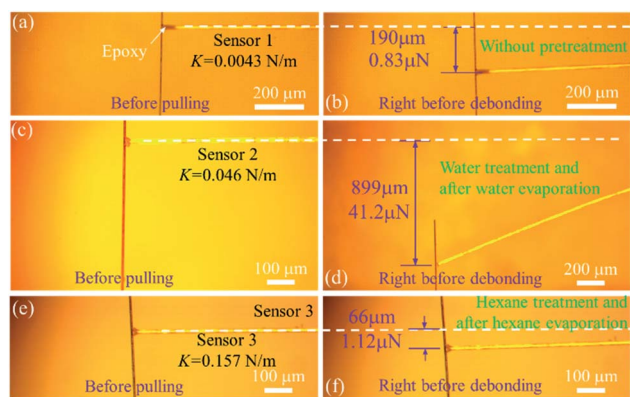 (a)
Epoxy
Sensor 1
K=0.0043 N/m
Before pulling
200 μm
190μm
0.83μN
Without pretreatment
(b)
Right before debonding
200 μm
(c)
Sensor 2
K=0.046 N/m
Before pulling
100 μm
899μm
41.2μN
Water treatment and
after water evaporation
(d)
Right before debonding
200 μm
(e)
Sensor 3
Sensor 3
K=0.157 N/m
Before pulling
100 μm
66μm
1.12μN
Hexane treatment and
after hexane evaporation
(f)
Right before debonding
100 μm